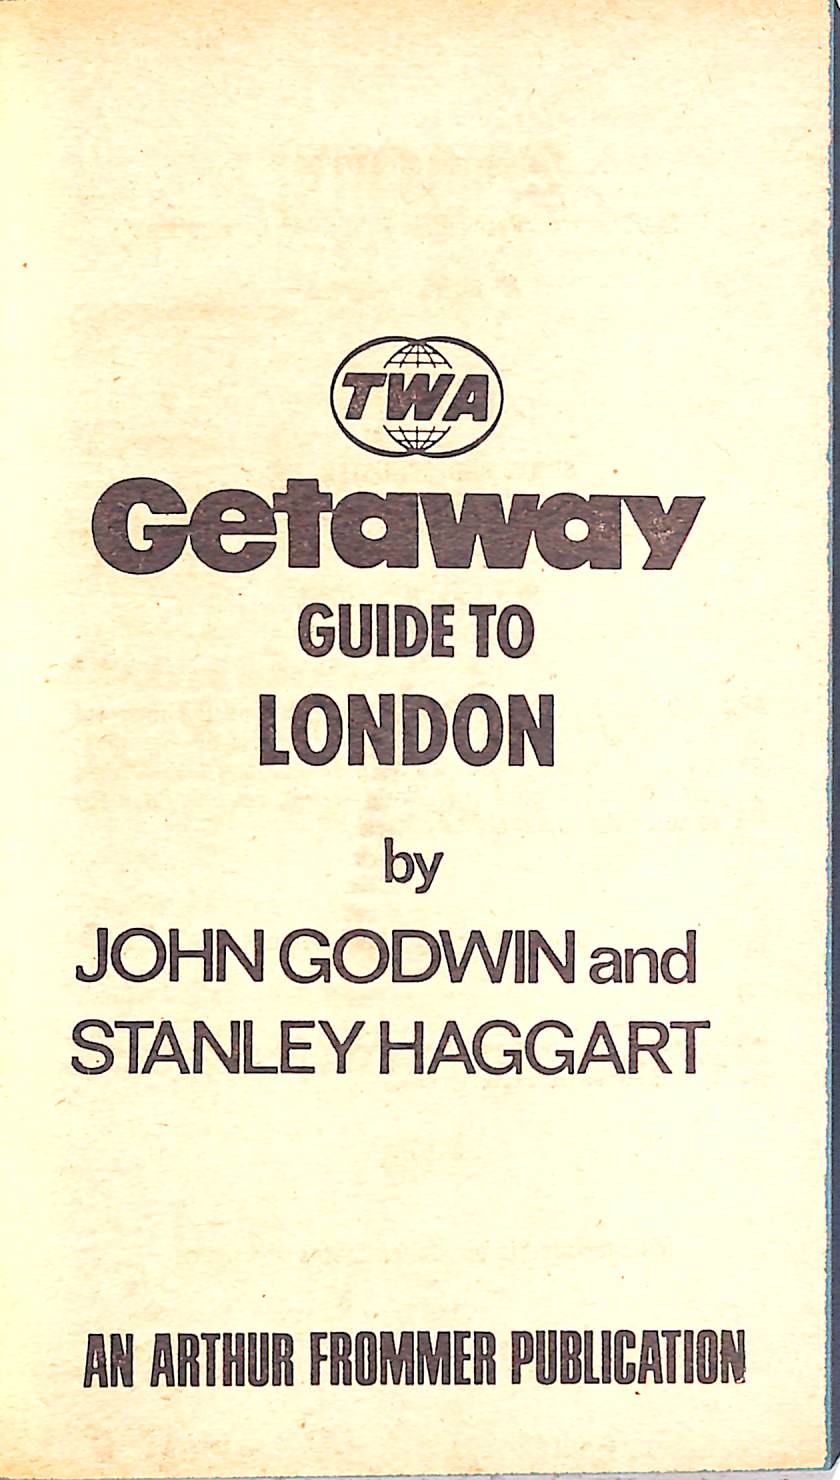 TWA
Getaway
GUIDE TO
LONDON
by
JOHN GODWIN and
STANLEY HAGGART
AN ARTHUR FROMMER PUBLICATION